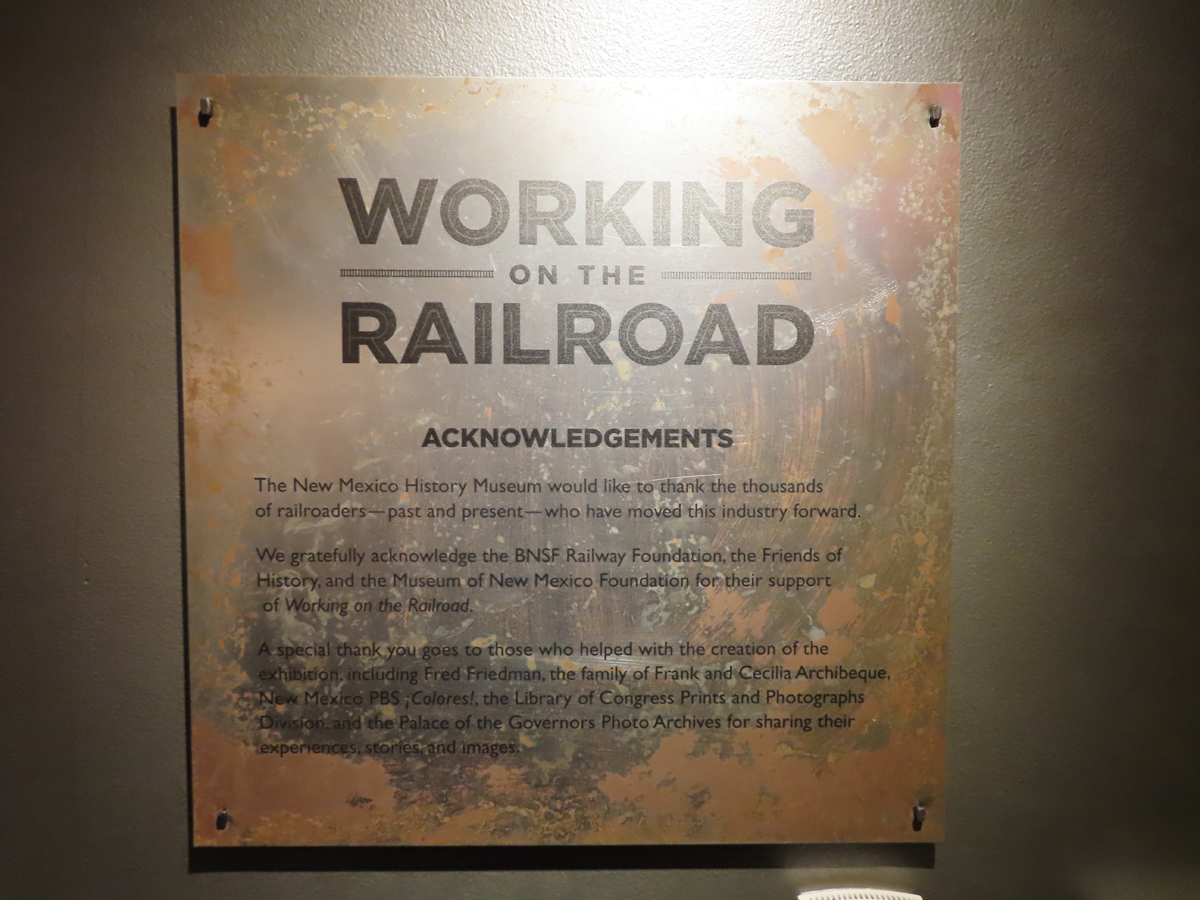 WORKING
ON THE
RAILROAD
ACKNOWLEDGEMENTS
The New Mexico History Museum would like to thank the thousands
of railroaders—past and present—who have moved this industry forward.
We gratefully acknowledge the BNSF Railway Foundation, the Friends of
History, and the Museum of New Mexico Foundation for their support
of Working on the Railroad.
A special thank you goes to those who helped with the creation of the
exhibition, including Fred Friedman, the family of Frank and Cecilia Archibeque,
New Mexico PBS ¡Colores!, the Library of Congress Prints and Photographs
Division, and the Palace of the Governors Photo Archives for sharing their
experiences, stories, and images.